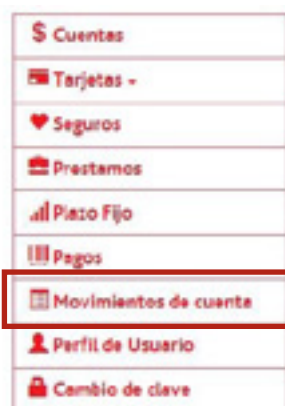 $ Cuentas
Tarjetas
Seguros
Prestamos
Plazo Fijo
Pagos
Movimientos de cuenta
Perfil de Usuario
Cambio de clave